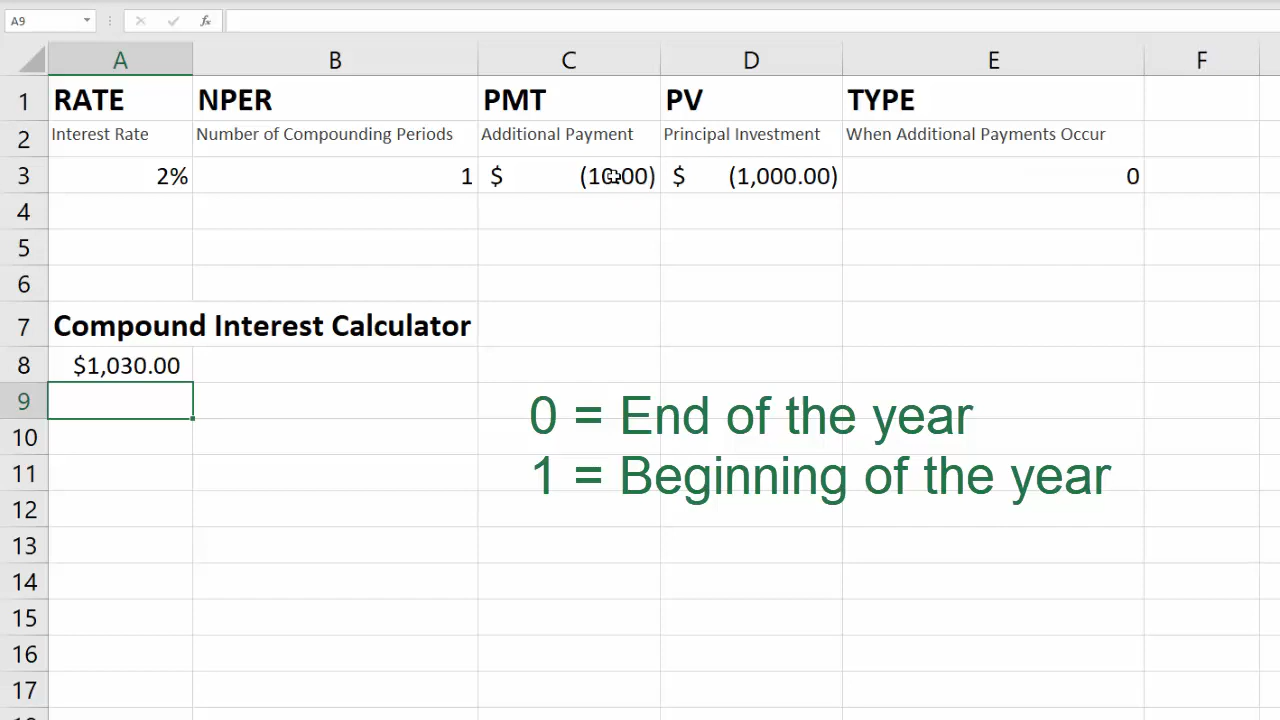 A9
fx
A B C D E F
1 RATE NPER PMT PV TYPE
2 Interest Rate Number of Compounding Periods Additional Payment Principal Investment When Additional Payments Occur
3 2% 1 $ (10.00) $ (1,000.00) 0
4
5
6
7 Compound Interest Calculator
8 $1,030.00
9
0 = End of the year
10
11
1 = Beginning of the year
12
13
14
15
16
17